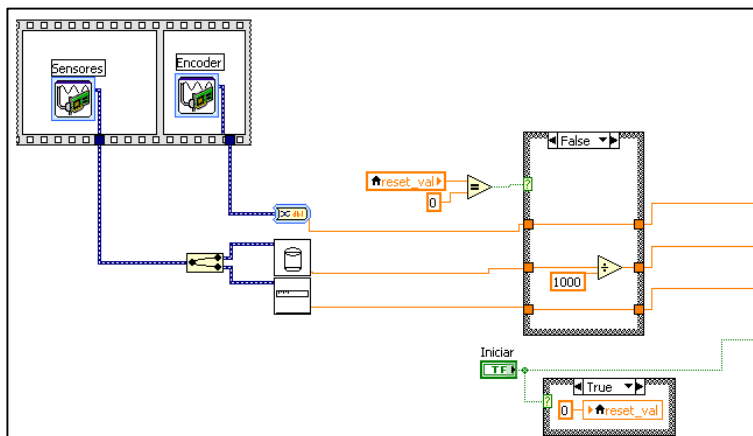 Sensores
Encoder
False
reset_val
=
0
?
÷
1000
Iniciar
TF
True
?
0
reset_val